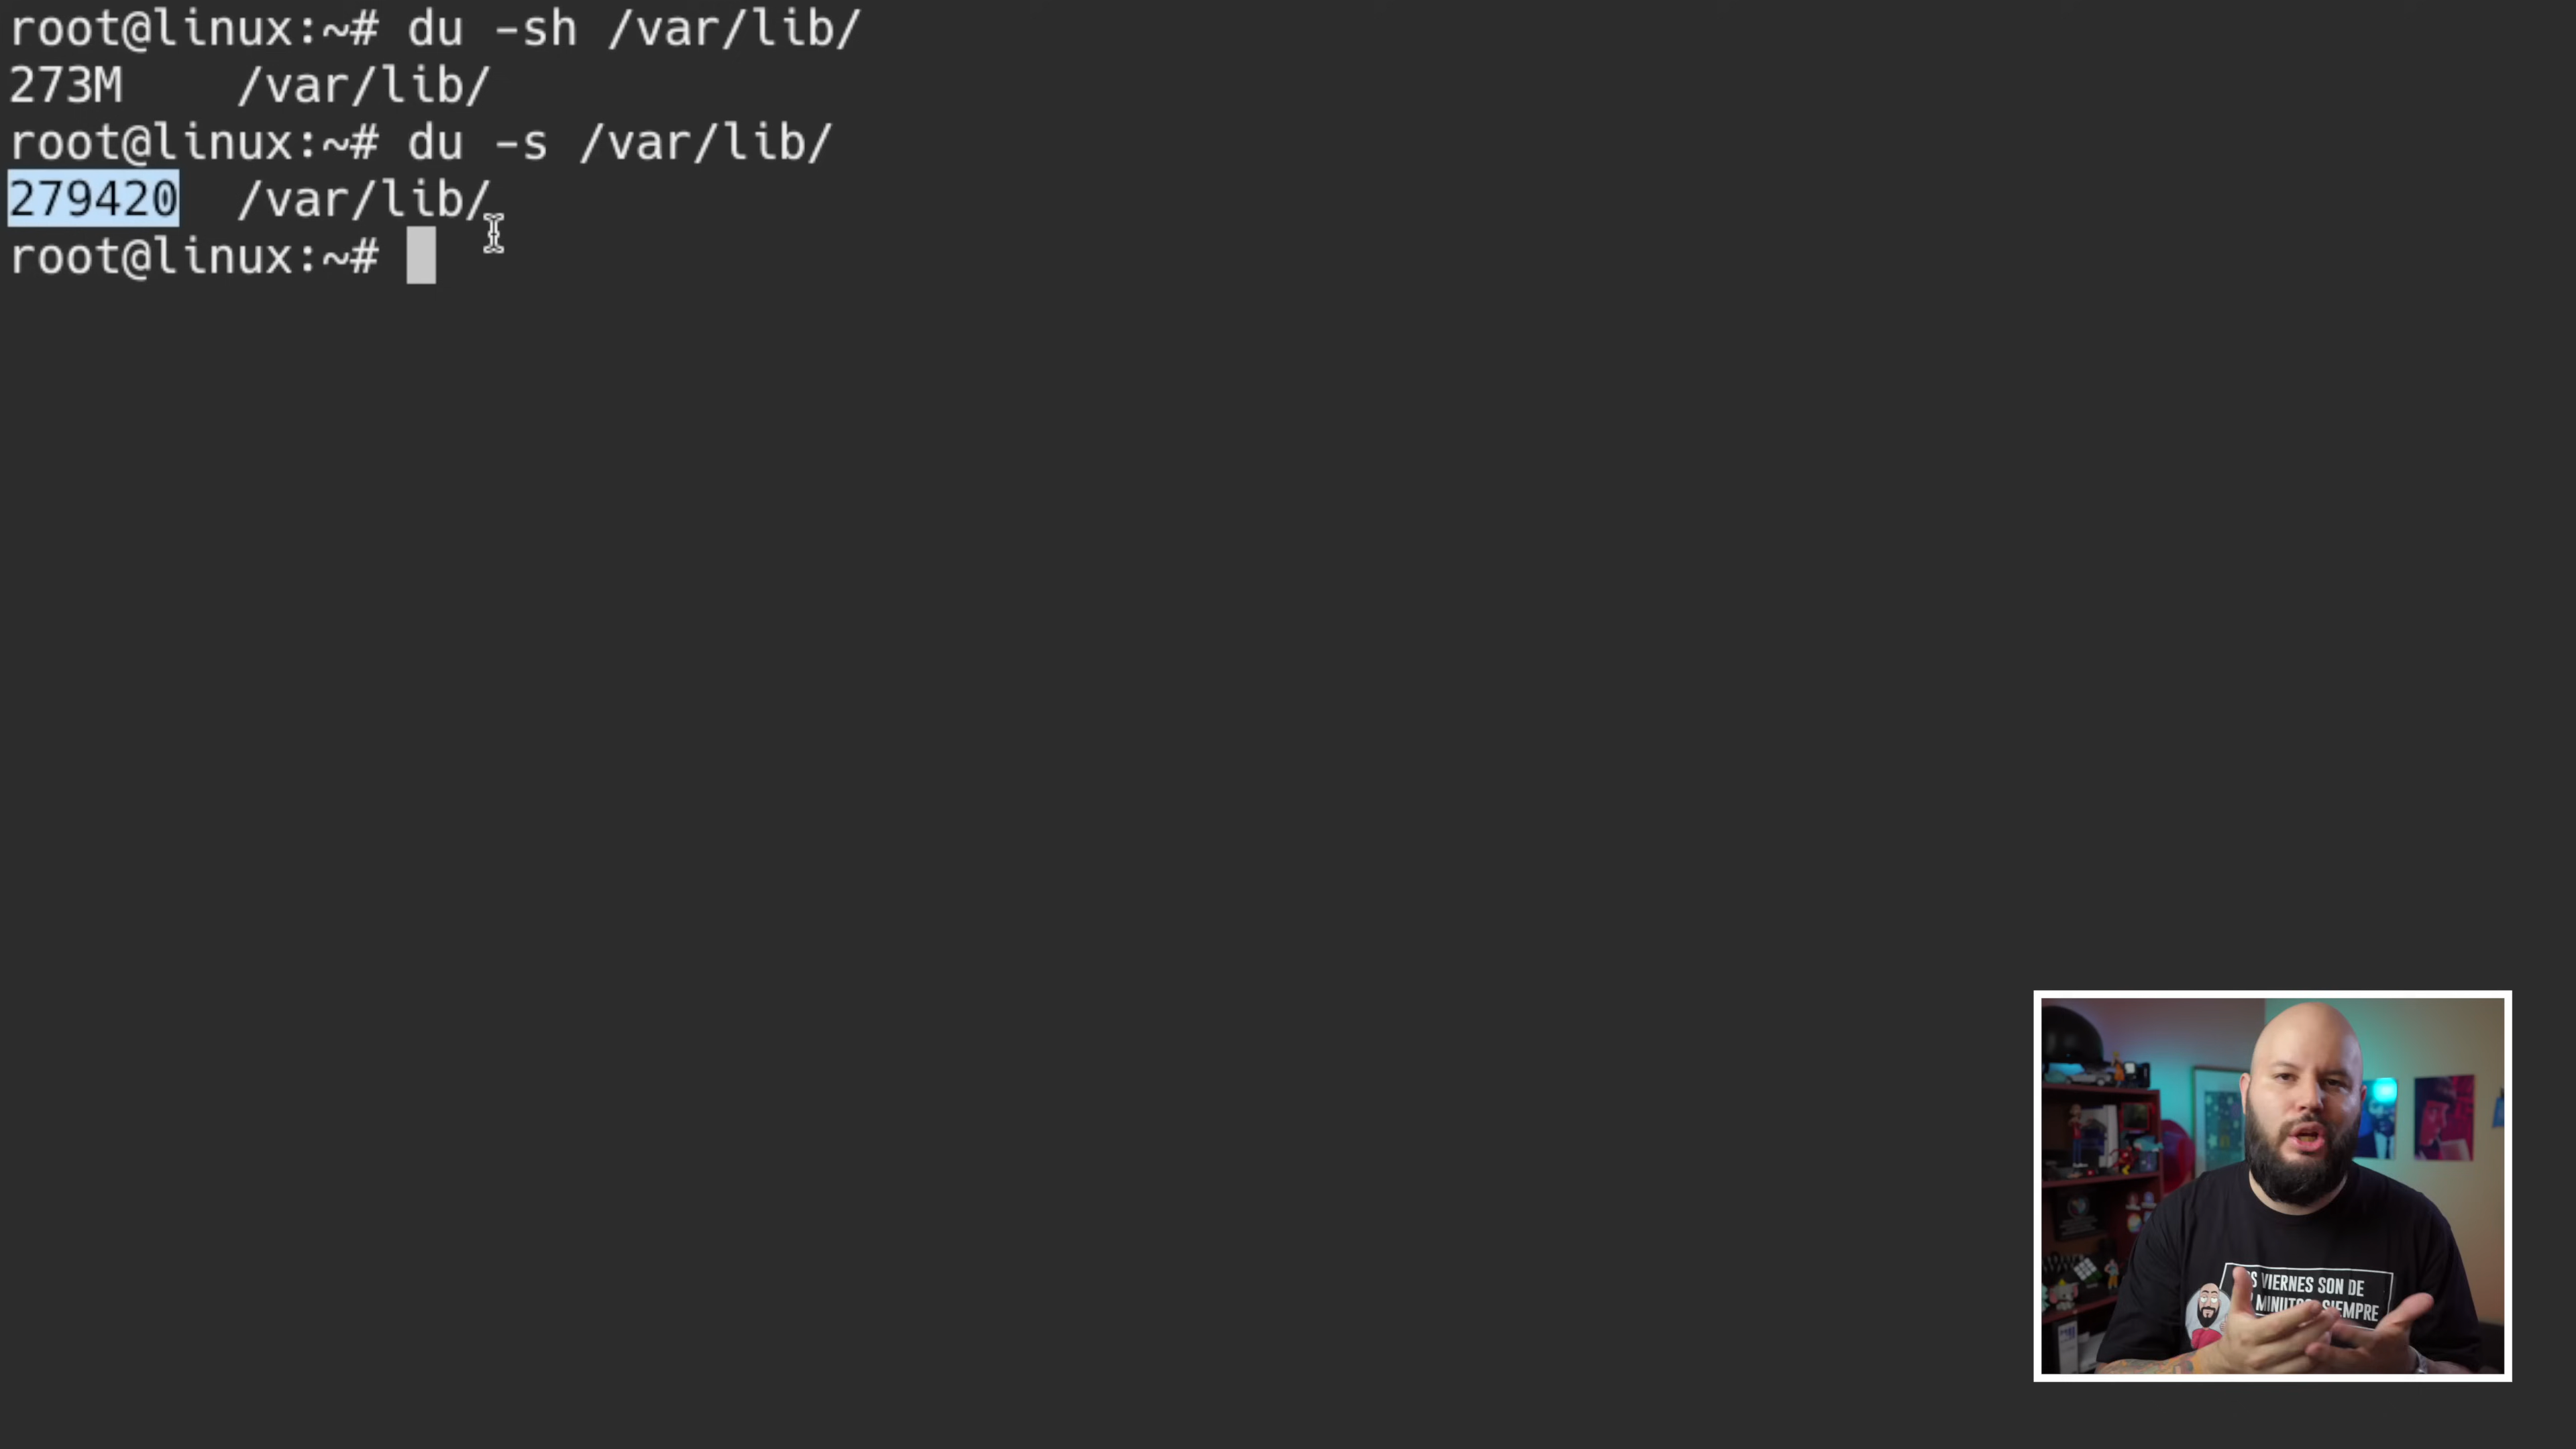 root@linux:~# du -sh /var/lib/
273M    /var/lib/
root@linux:~# du -s /var/lib/
279420  /var/lib/
root@linux:~#
VIERNES SON DE
SIEMPRE